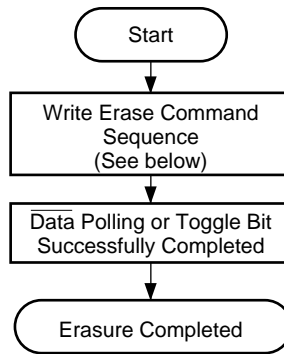 Start
Write Erase Command
Sequence
(See below)
Data Polling or Toggle Bit
Successfully Completed
Erasure Completed